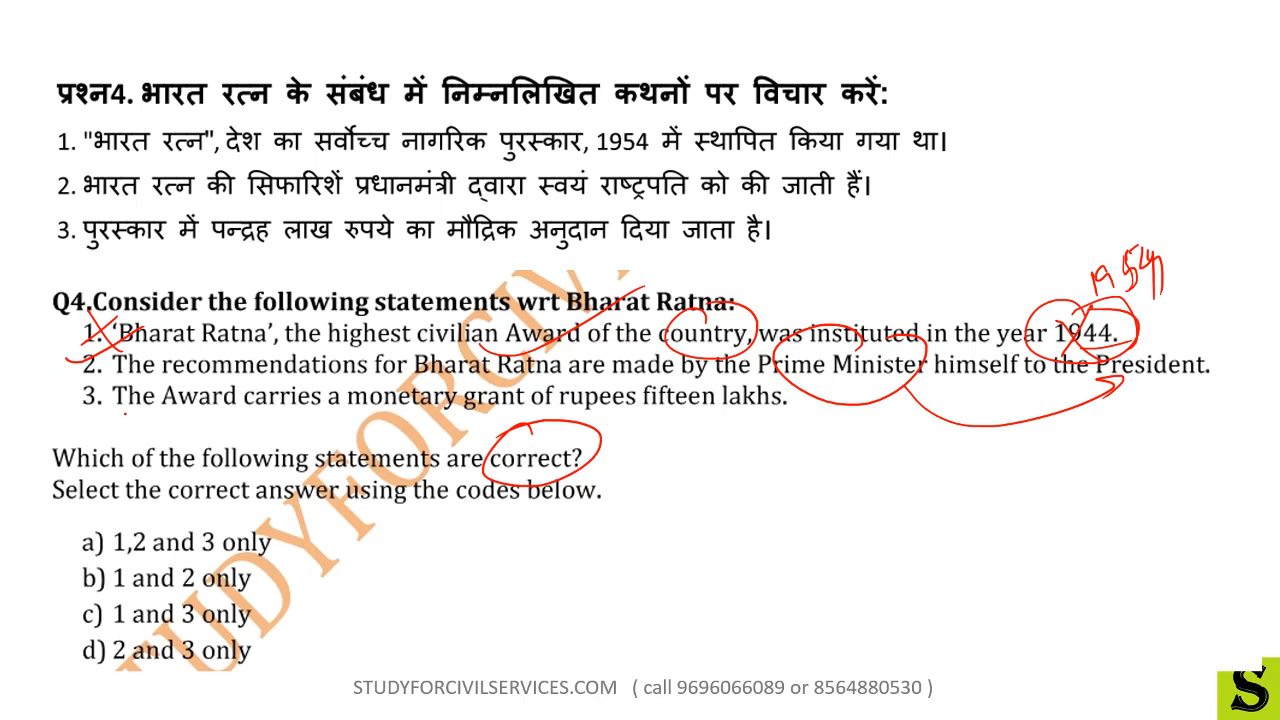 प्रश्न4. भारत रत्न के संबंध में निम्नलिखित कथनों पर विचार करें:
1. "भारत रत्न", देश का सर्वोच्च नागरिक पुरस्कार, 1954 में स्थापित किया गया था।
2. भारत रत्न की सिफारिशें प्रधानमंत्री द्वारा स्वयं राष्ट्रपति को की जाती हैं।
3. पुरस्कार में पन्द्रह लाख रुपये का मौद्रिक अनुदान दिया जाता है।
1954
Q4.Consider the following statements wrt Bharat Ratna:
1. ‘Bharat Ratna’, the highest civilian Award of the country, was instituted in the year 1944.
2. The recommendations for Bharat Ratna are made by the Prime Minister himself to the President.
3. The Award carries a monetary grant of rupees fifteen lakhs.
Which of the following statements are correct?
Select the correct answer using the codes below.
a) 1,2 and 3 only
b) 1 and 2 only
c) 1 and 3 only
d) 2 and 3 only
STUDYFORCIVILSERVICES.COM ( call 9696066089 or 8564880530 )
S